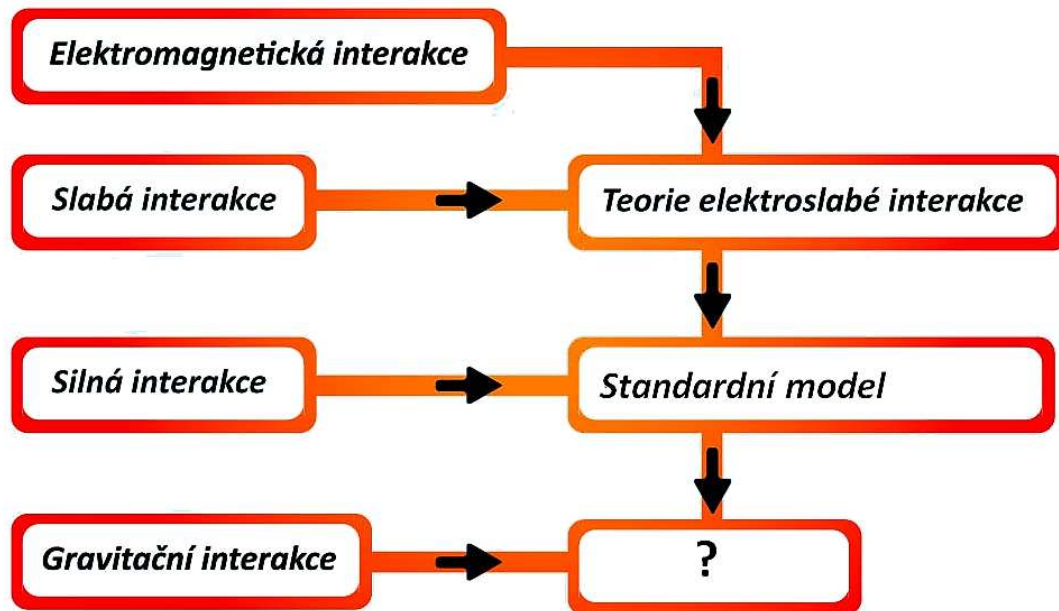 Elektromagnetická interakce
Slabá interakce
Teorie elektroslabé interakce
Silná interakce
Standardní model
Gravitační interakce
?